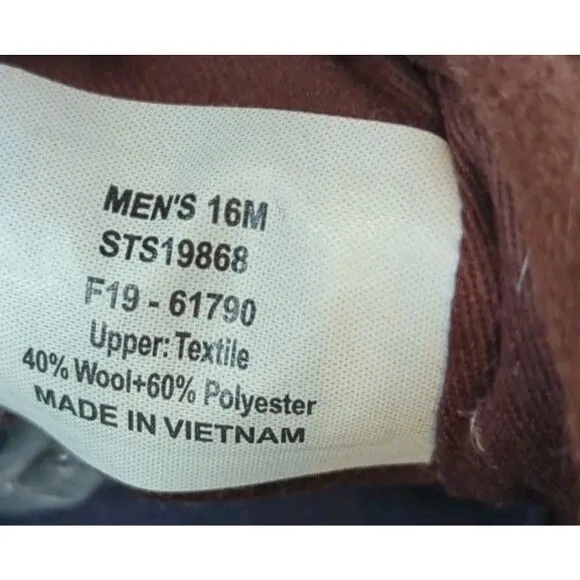 MEN'S 16M
STS19868
F19 - 61790
Upper: Textile
40% Wool+60% Polyester
MADE IN VIETNAM